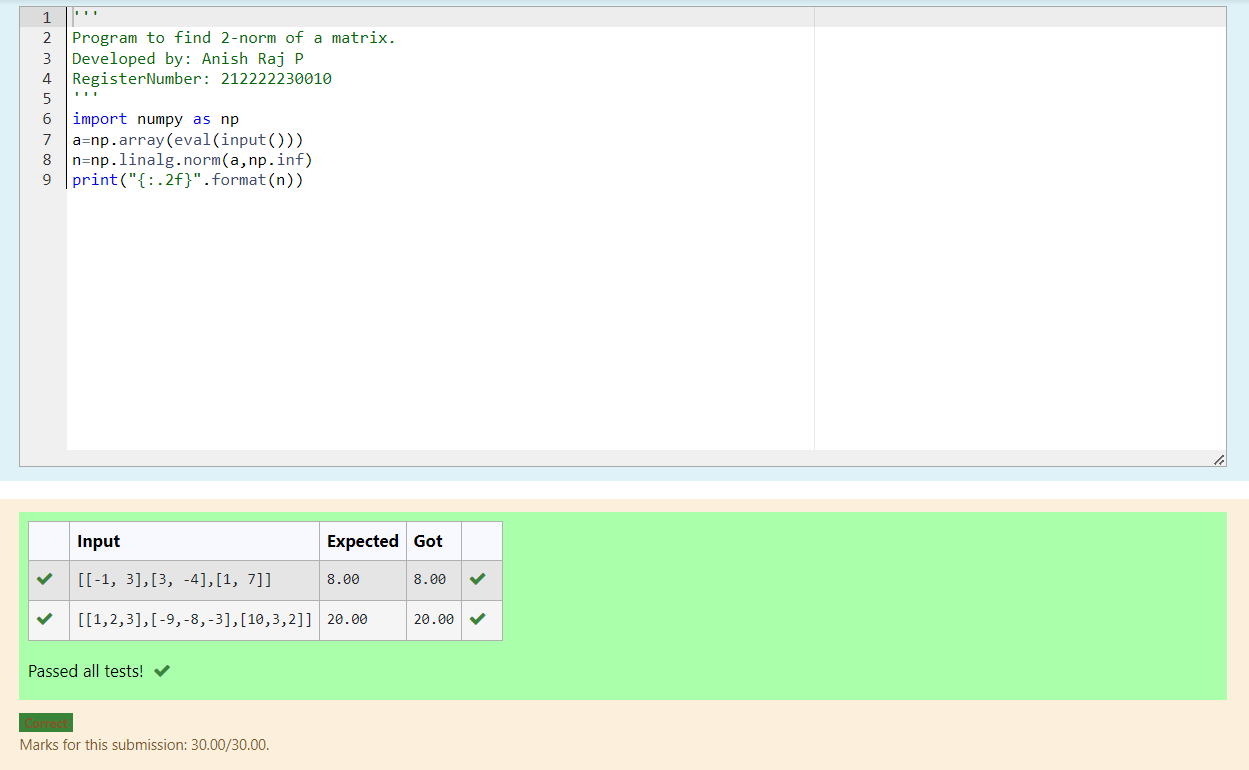 1 '''
2 Program to find 2-norm of a matrix.
3 Developed by: Anish Raj P
4 RegisterNumber: 212222230010
5 '''
6 import numpy as np
7 a=np.array(eval(input()))
8 n=np.linalg.norm(a,np.inf)
9 print("{:.2f}".format(n))
Input Expected Got
[[-1, 3],[3, -4],[1, 7]] 8.00 8.00
[[1,2,3],[-9,-8,-3],[10,3,2]] 20.00 20.00
Passed all tests!
Correct
Marks for this submission: 30.00/30.00.